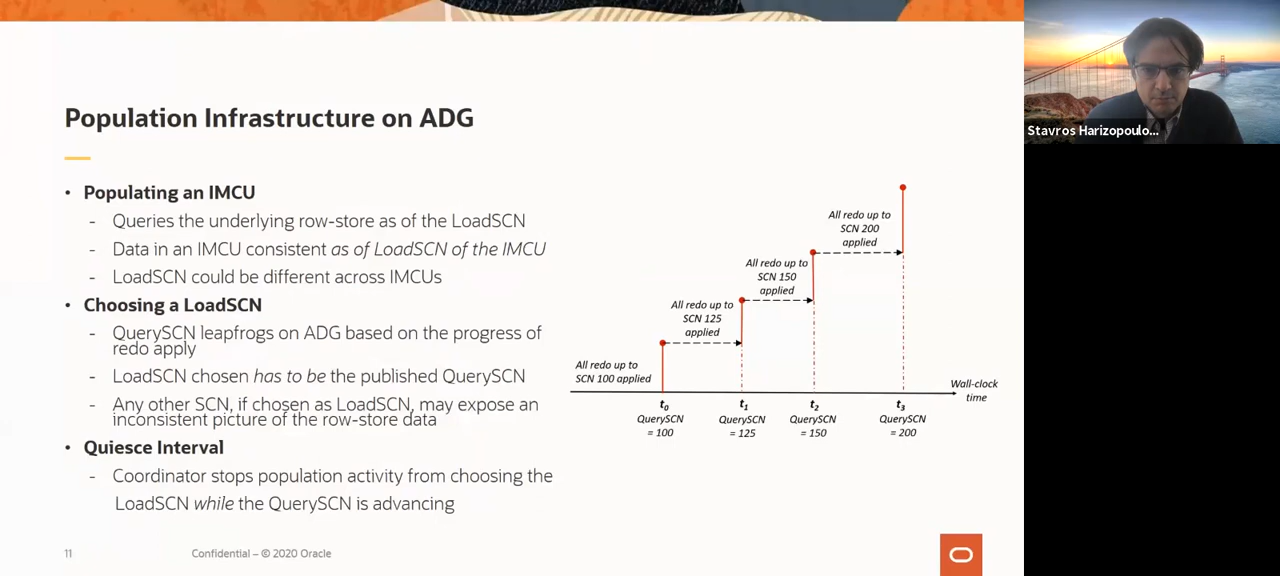 Population Infrastructure on ADG
• Populating an IMCU
- Queries the underlying row-store as of the LoadSCN
- Data in an IMCU consistent as of LoadSCN of the IMCU
- LoadSCN could be different across IMCUs
• Choosing a LoadSCN
- QuerySCN leapfrogs on ADG based on the progress of
redo apply
- LoadSCN chosen has to be the published QuerySCN
- Any other SCN, if chosen as LoadSCN, may expose an
inconsistent picture of the row-store data
• Quiesce Interval
- Coordinator stops population activity from choosing the
LoadSCN while the QuerySCN is advancing
All redo up to
SCN 100 applied
All redo up to
SCN 125
applied
All redo up to
SCN 150
applied
All redo up to
SCN 200
applied
Wall-clock
time
t0
QuerySCN
= 100
t1
QuerySCN
= 125
t2
QuerySCN
= 150
t3
QuerySCN
= 200
11
Confidential – © 2020 Oracle
Stavros Harizopoulo...